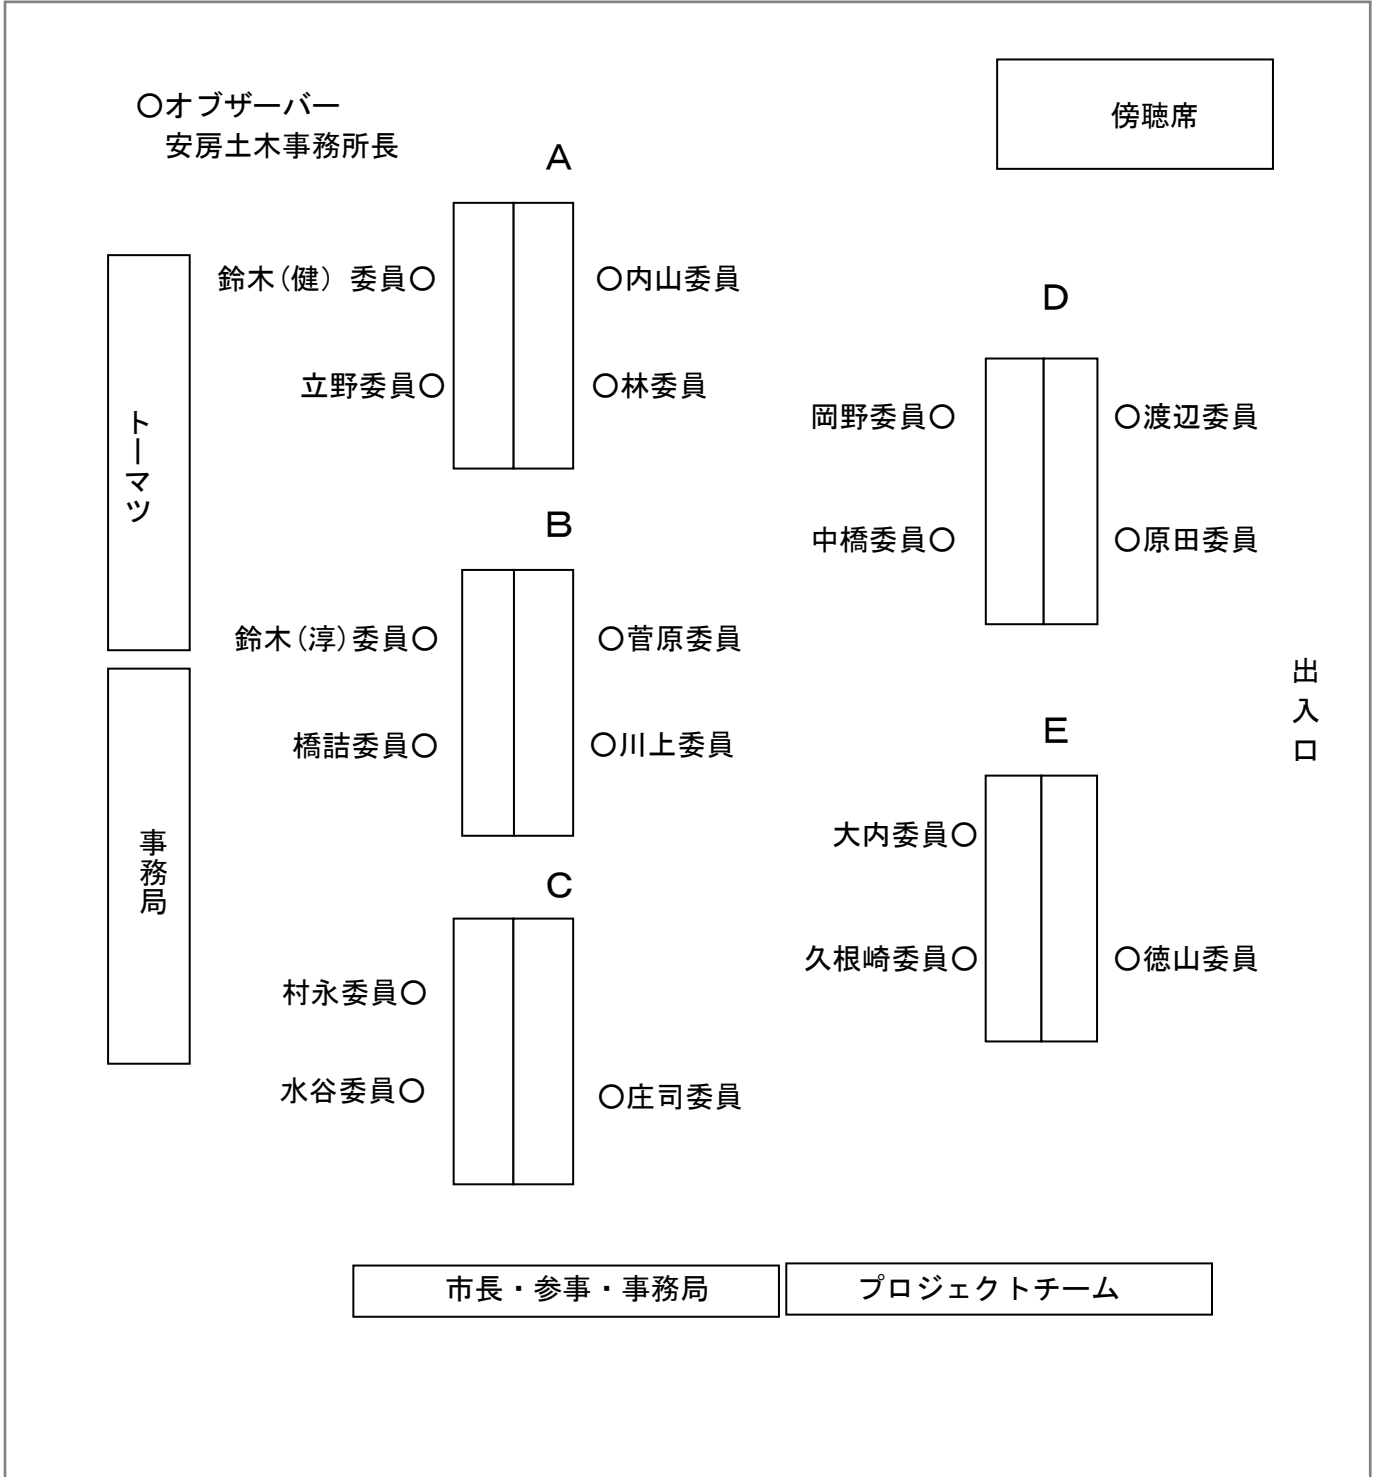 〇オブザーバー
安房土木事務所長
傍聴席
A
鈴木（健） 委員〇
〇内山委員
立野委員〇
〇林委員
トーマツ
B
鈴木（淳）委員〇
〇菅原委員
橋詰委員〇
〇川上委員
事務局
C
村永委員〇
水谷委員〇
〇庄司委員
D
岡野委員〇
〇渡辺委員
中橋委員〇
〇原田委員
出入口
E
大内委員〇
久根崎委員〇
〇徳山委員
市長・参事・事務局
プロジェクトチーム